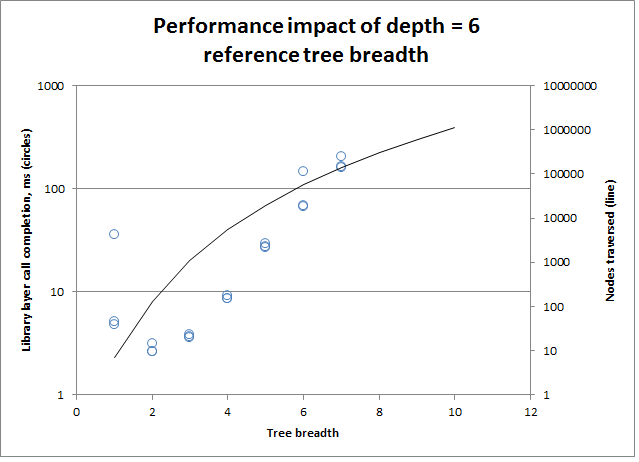 Performance impact of depth = 6
reference tree breadth
Library layer call completion, ms (circles)
1000
100
10
1
10000000
1000000
100000
10000
1000
100
10
1
Nodes traversed (line)
0 2 4 6 8 10 12
Tree breadth